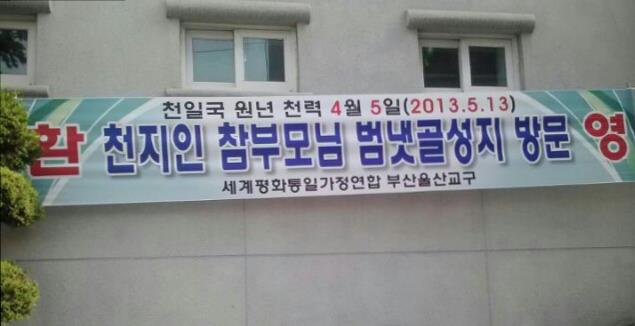 천일국 원년 천력 4월 5일(2013.5.13)
환 천지인 참부모님 범냇골성지 방문 영
세계평화통일가정연합 부산울산교구